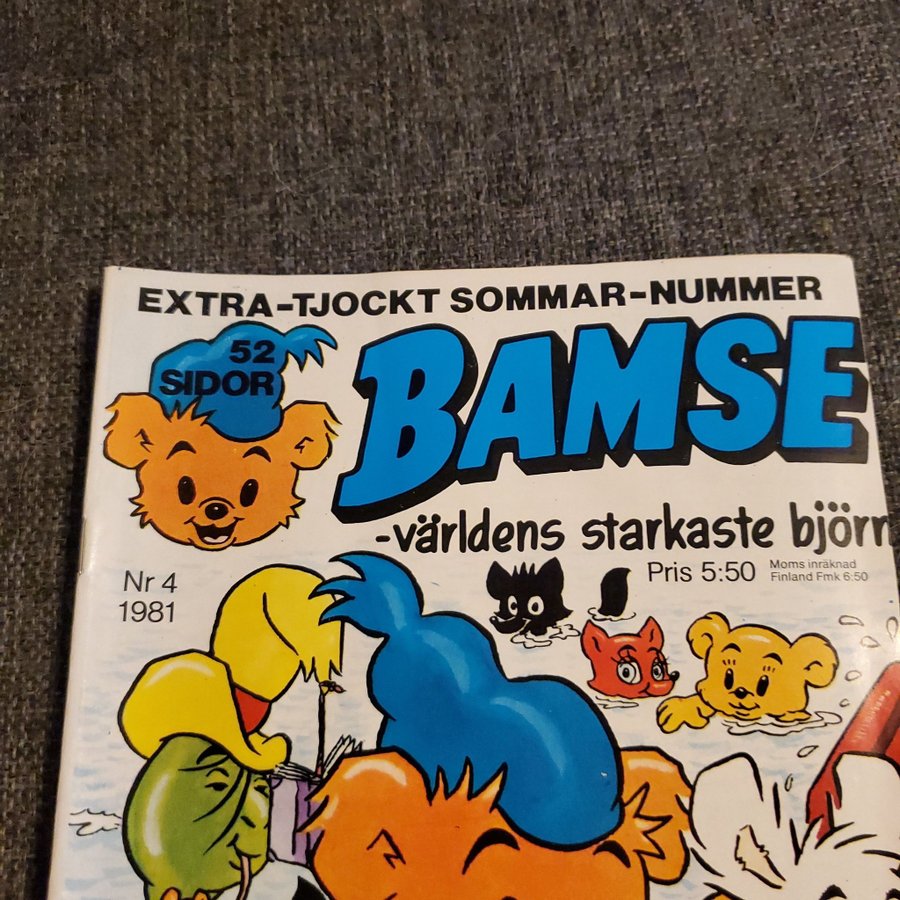 EXTRA-TJOCKT SOMMAR-NUMMER
52
SIDOR
BAMSE
-världens starkaste björn
Pris 5:50
Moms inräknad
Finland Fmk 6:50
Nr 4
1981